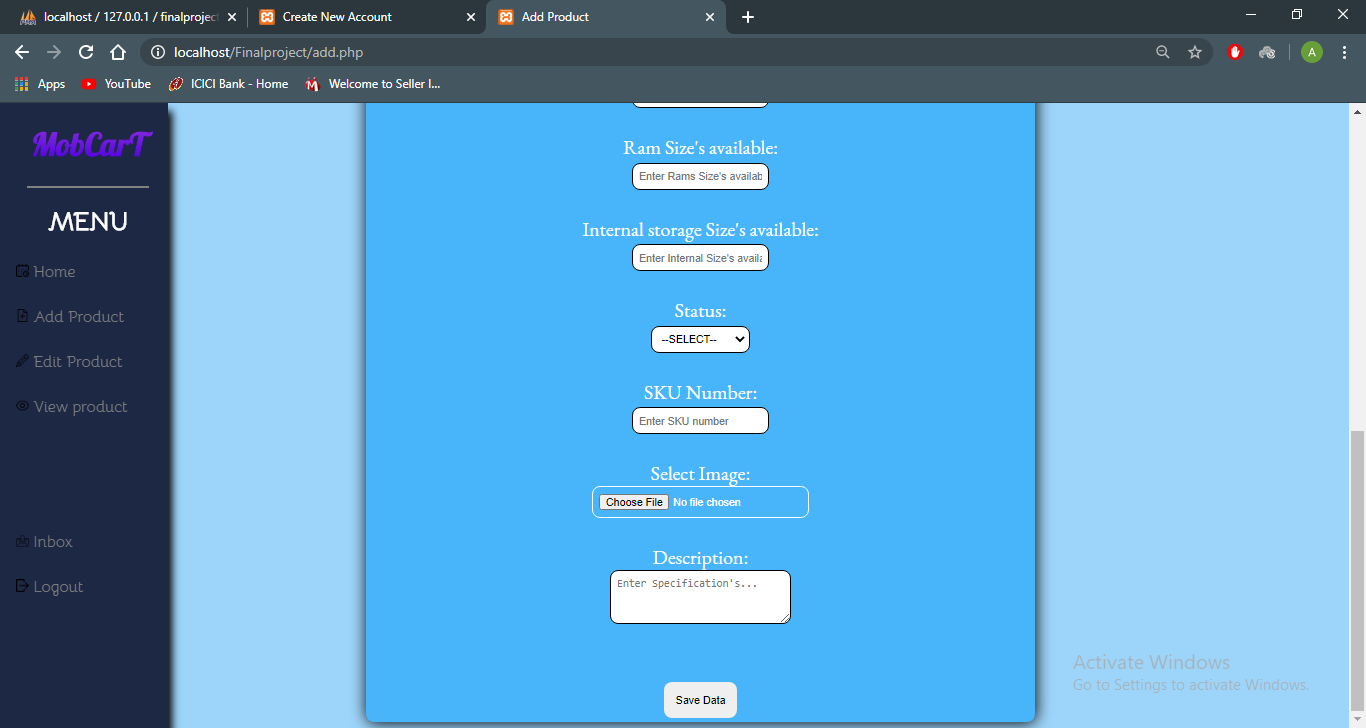 localhost / 127.0.0.1 / finalproject
Create New Account
Add Product
localhost/Finalproject/add.php
A
Apps
YouTube
ICICI Bank - Home
Welcome to Seller I...
MobCarT
MENU
Home
Add Product
Edit Product
View product
Inbox
Logout
Ram Size's available:
Enter Rams Size's availab
Internal storage Size's available:
Enter Internal Size's availa
Status:
--SELECT--
SKU Number:
Enter SKU number
Select Image:
Choose File No file chosen
Description:
Enter Specification's...
Save Data
Activate Windows
Go to Settings to activate Windows.